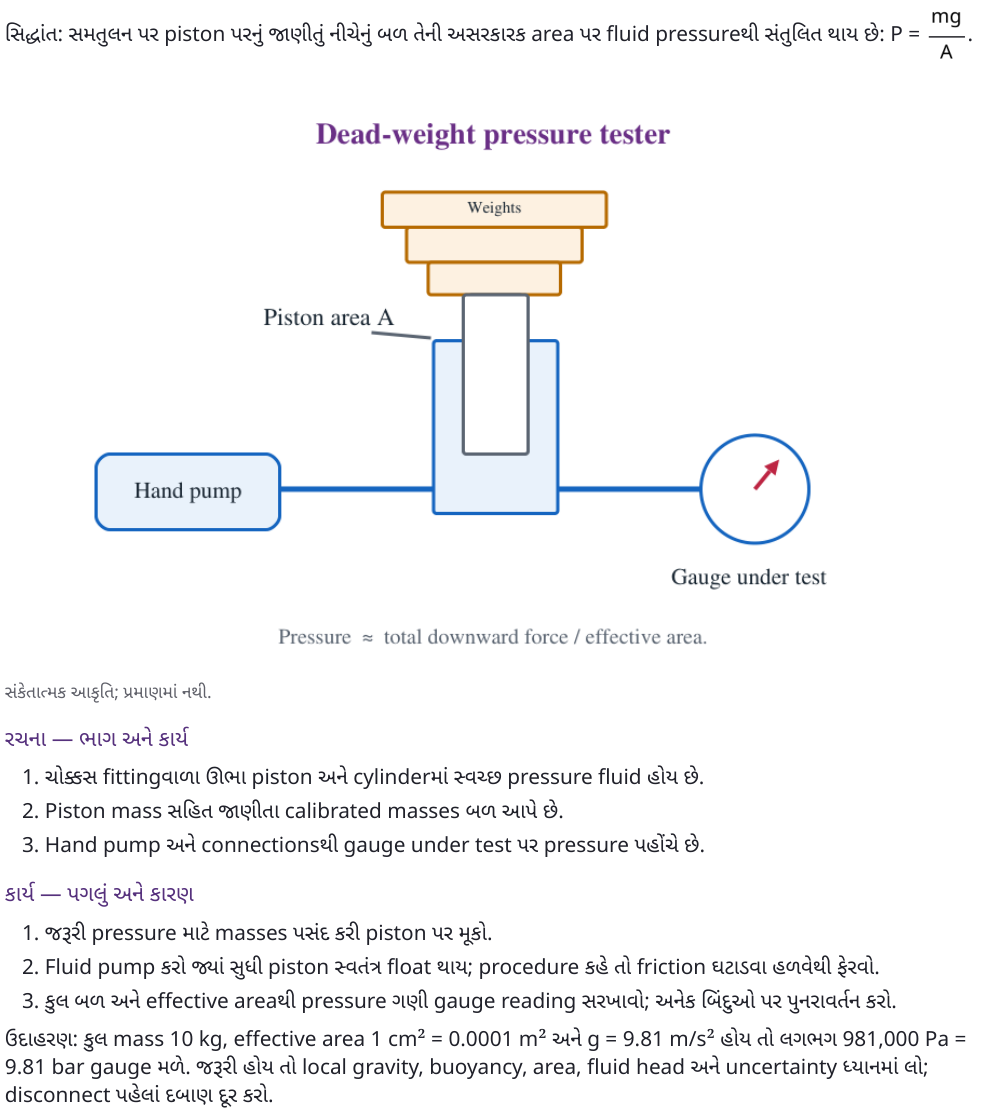 સિદ્ધાંત: સમતુલન પર piston પરનું જાણીતું નીચેનું બળ તેની અસરકારક area પર fluid pressureથી સંતુલિત થાય છે: P = mg/A.
Dead-weight pressure tester
Weights
Piston area A
Hand pump
Gauge under test
Pressure ≈ total downward force / effective area.
સંકેતાત્મક આકૃતિ; પ્રમાણમાં નથી.
રચના — ભાગ અને કાર્ય
1. ચોક્કસ fittingવાળા ઊભા piston અને cylinderમાં સ્વચ્છ pressure fluid હોય છે.
2. Piston mass સહિત જાણીતા calibrated masses બળ આપે છે.
3. Hand pump અને connectionsથી gauge under test પર pressure પહોંચે છે.
કાર્ય — પગલું અને કારણ
1. જરૂરી pressure માટે masses પસંદ કરી piston પર મૂકો.
2. Fluid pump કરો જ્યાં સુધી piston સ્વતંત્ર float થાય; procedure કહે તો friction ઘટાડવા હળવેથી ફેરવો.
3. કુલ બળ અને effective areaથી pressure ગણી gauge reading સરખાવો; અનેક બિંદુઓ પર પુનરાવર્તન કરો.
ઉદાહરણ: કુલ mass 10 kg, effective area 1 cm² = 0.0001 m² અને g = 9.81 m/s² હોય તો લગભગ 981,000 Pa =
9.81 bar gauge મળે. જરૂરી હોય તો local gravity, buoyancy, area, fluid head અને uncertainty ધ્યાનમાં લો;
disconnect પહેલાં દબાણ દૂર કરો.